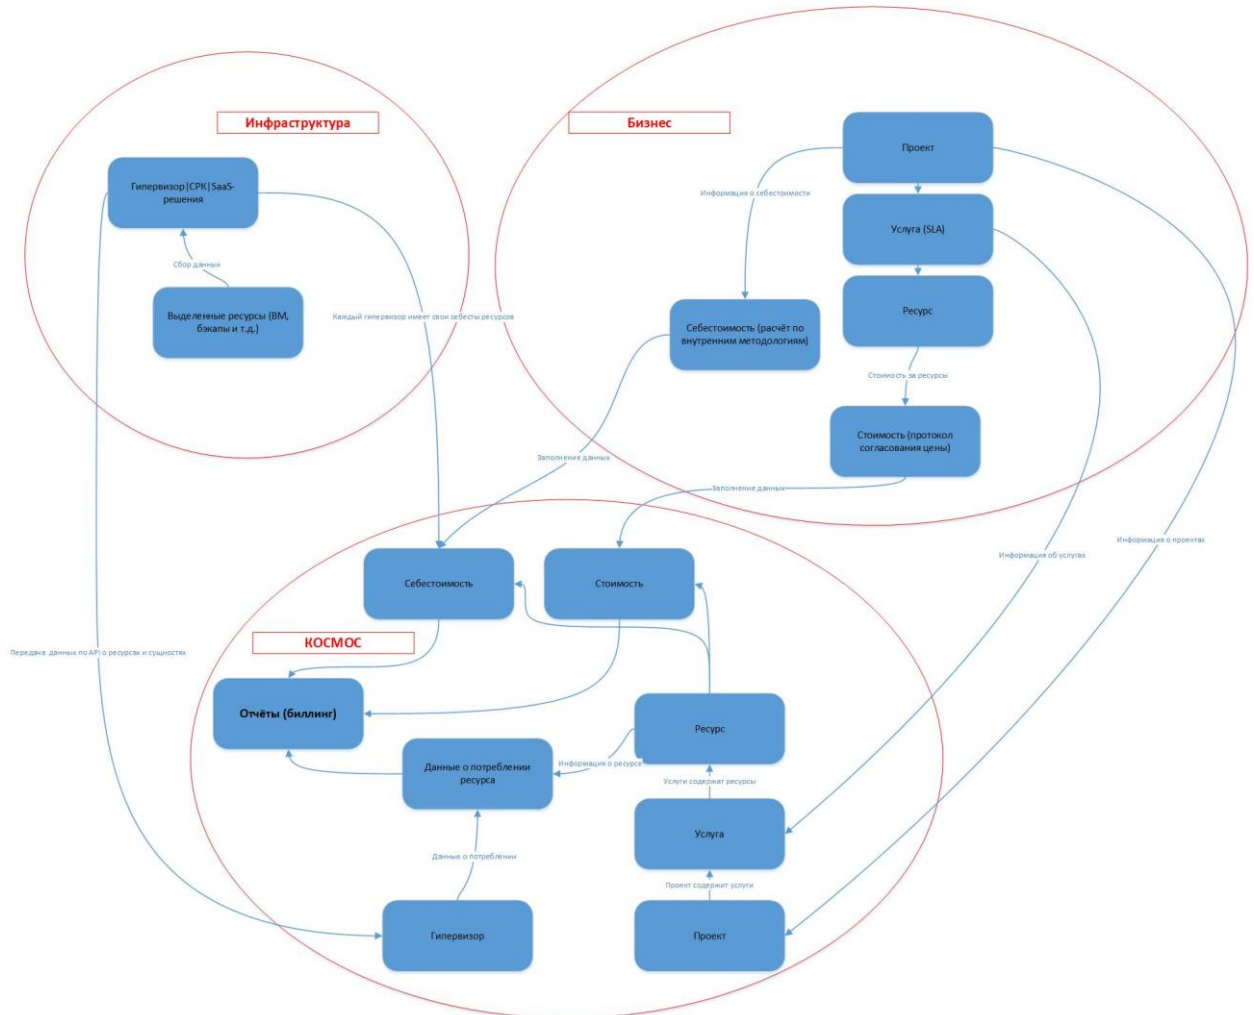 Инфраструктура
Бизнес
Проект
Гипервизор|СРК|SaaS-
решения
Информация о себестоимости
Услуга (SLA)
Сбор данных
Выделенные ресурсы (ВМ,
бэкапы и т.д.)
Каждый гипервизор имеет свои себесты ресурсов
Себестоимость (расчёт по
внутренним методологиям)
Ресурс
Стоимость за ресурсы
Стоимость (протокол
согласования цены)
Заполнение данных
Заполнение данных
Информация об услугах
Информация о проектах
Себестоимость
Стоимость
КОСМОС
Передача данных по API о ресурсах и сущностях
Отчёты (биллинг)
Ресурс
Информация о ресурсе
Данные о потреблении
ресурса
Услуги содержат ресурсы
Услуга
Данные о потреблении
Проект содержит услуги
Гипервизор
Проект